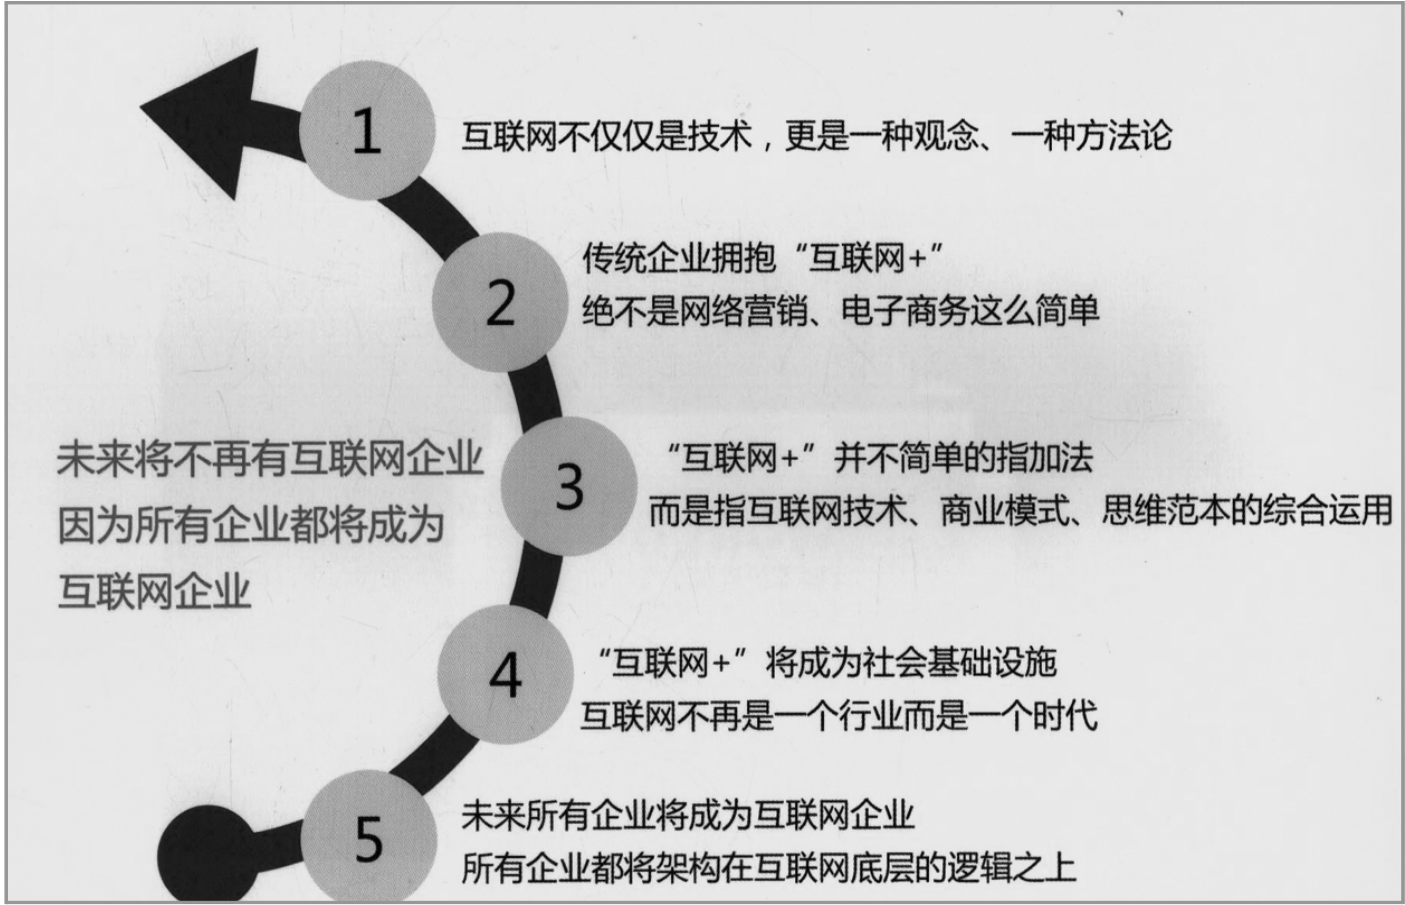 1
互联网不仅仅是技术，更是一种观念、一种方法论
2
传统企业拥抱“互联网+”
绝不是网络营销、电子商务这么简单
未来将不再有互联网企业
因为所有企业都将成为
互联网企业
3
“互联网+”并不简单的指加法
而是指互联网技术、商业模式、思维范本的综合运用
4
“互联网+”将成为社会基础设施
互联网不再是一个行业而是一个时代
5
未来所有企业将成为互联网企业
所有企业都将架构在互联网底层的逻辑之上